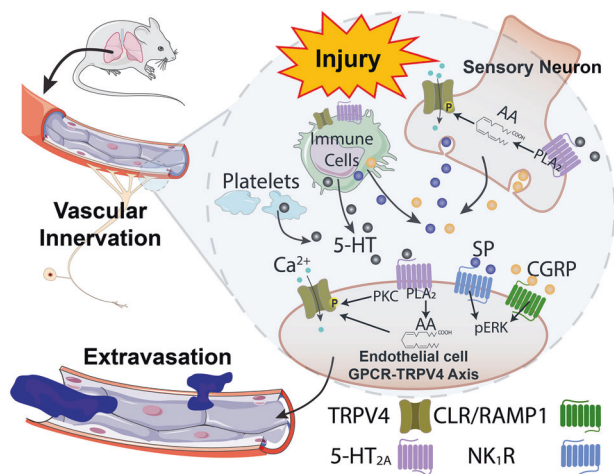 Injury
Sensory Neuron
P
AA
COOH
PLA₂
Immune
Cells
Platelets
5-HT
Vascular
Innervation
Ca²⁺
P
PKC
PLA₂
AA
COOH
SP
CGRP
pERK
Endothelial cell
GPCR-TRPV4 Axis
Extravasation
TRPV4
CLR/RAMP1
5-HT₂A
NK₁R